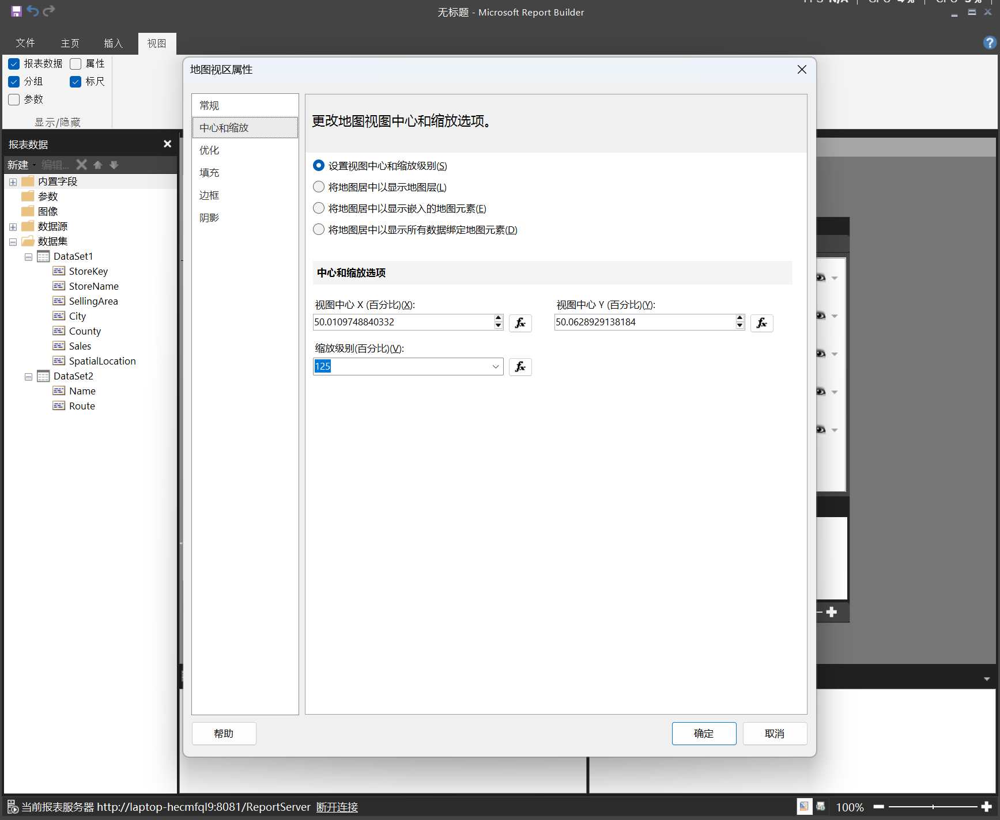 无标题 - Microsoft Report Builder
文件 主页 插入 视图
报表数据 属性
分组 标尺
参数
显示/隐藏
报表数据
新建 编辑...
内置字段
参数
图像
数据源
数据集
DataSet1
StoreKey
StoreName
SellingArea
City
County
Sales
SpatialLocation
DataSet2
Name
Route
地图视区属性
常规
中心和缩放
优化
填充
边框
阴影
更改地图视图中心和缩放选项。
设置视图中心和缩放级别(S)
将地图居中以显示地图层(L)
将地图居中以显示嵌入的地图元素(E)
将地图居中以显示所有数据绑定地图元素(D)
中心和缩放选项
视图中心 X (百分比)(X): 视图中心 Y (百分比)(Y):
50.0109748840332 fx 50.0628929138184 fx
缩放级别(百分比)(V):
125 fx
帮助 确定 取消
当前报表服务器 http://laptop-hecmfql9:8081/ReportServer 断开连接 100%